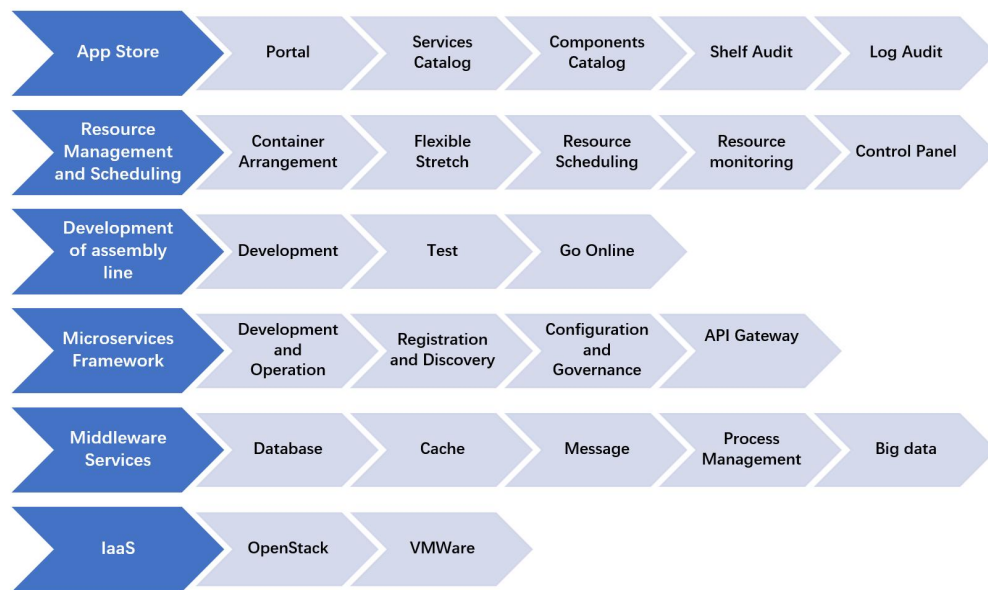 App Store
Portal
Services
Catalog
Components
Catalog
Shelf Audit
Log Audit
Resource
Management
and Scheduling
Container
Arrangement
Flexible
Stretch
Resource
Scheduling
Resource
monitoring
Control Panel
Development
of assembly
line
Development
Test
Go Online
Microservices
Framework
Development
and
Operation
Registration
and Discovery
Configuration
and
Governance
API Gateway
Middleware
Services
Database
Cache
Message
Process
Management
Big data
IaaS
OpenStack
VMWare